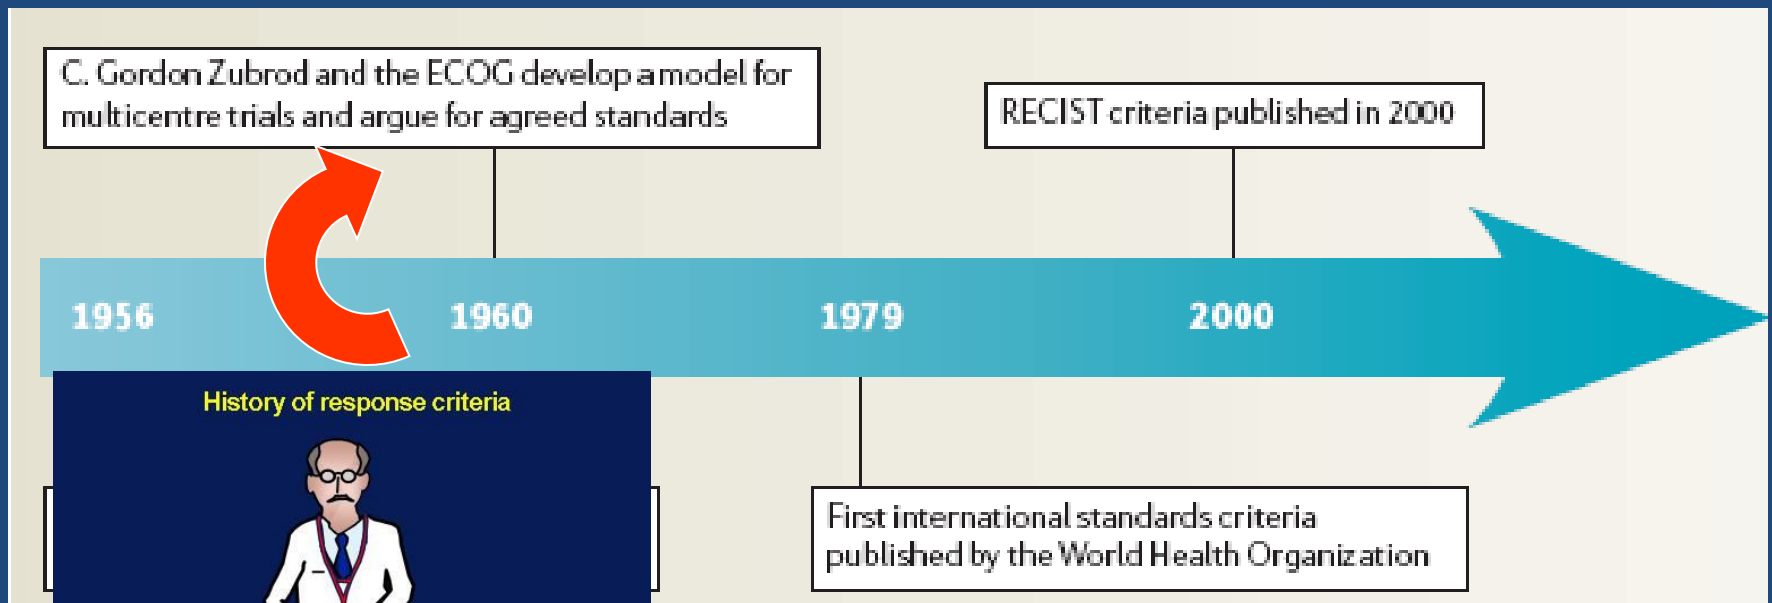 C. Gordon Zubrod and the ECOG develop a model for
multicentre trials and argue for agreed standards
RECIST criteria published in 2000
1956
1960
1979
2000
History of response criteria
First international standards criteria
published by the World Health Organization